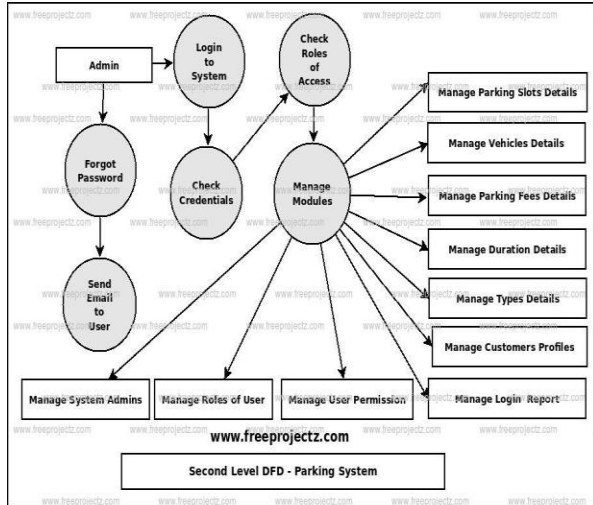 Admin
Login
to
System
Check
Roles
of
Access
Forgot
Password
Check
Credentials
Manage
Modules
Send
Email
to
User
Manage Parking Slots Details
Manage Vehicles Details
Manage Parking Fees Details
Manage Duration Details
Manage Types Details
Manage Customers Profiles
Manage Login Report
Manage System Admins
Manage Roles of User
Manage User Permission
www.freeprojectz.com
Second Level DFD - Parking System